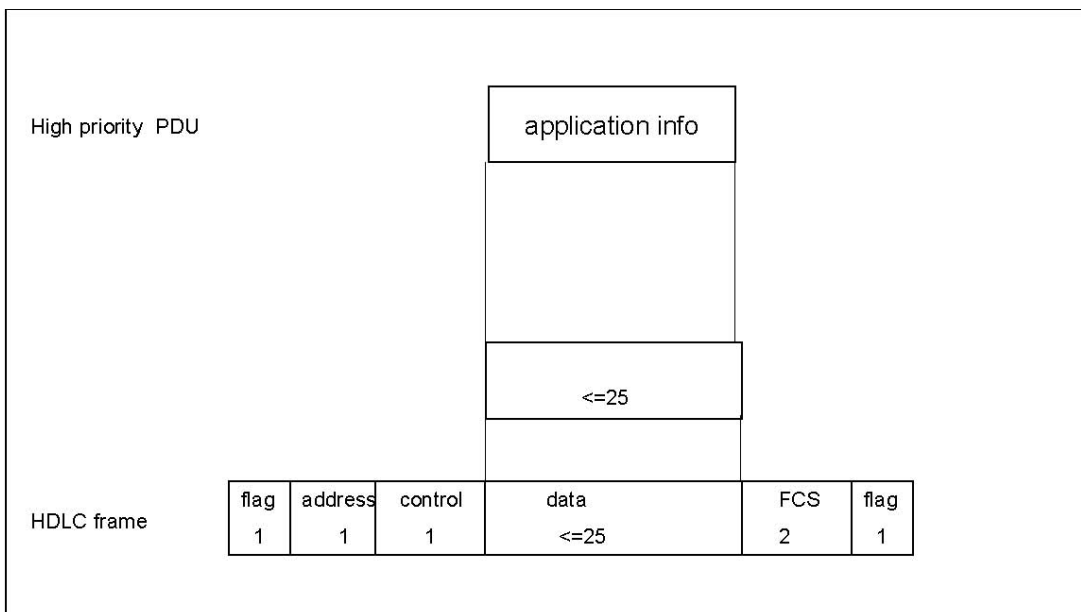 High priority PDU
application info
<=25
flag address control data FCS flag
HDLC frame
1 1 1 <=25 2 1